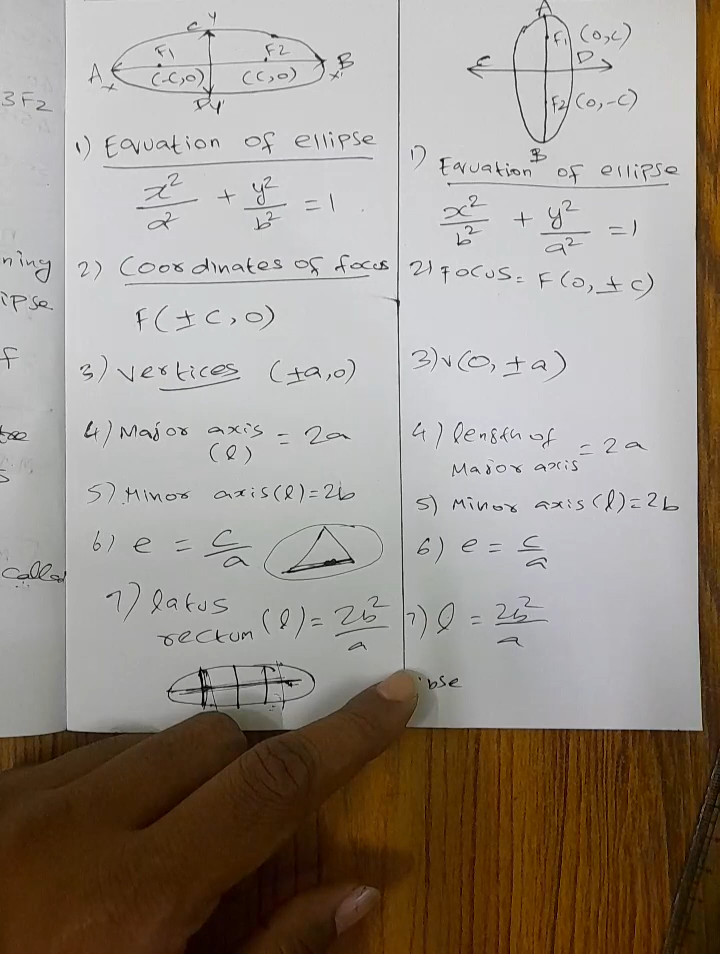 3F2
ning
ipse
f
called
C Y
F1 F2
A B
x x'
(-c,0) (c,0)
D y'
1) Equation of ellipse
x²/a² + y²/b² = 1
2) Coordinates of focus
F(±c,0)
3) vertices (±a,0)
4) Major axis (l) = 2a
5) Minor axis(l)=2b
6) e = c/a
7) latus
rectum (l) = 2b²/a
A
F1 (0,c)
C D
F2 (0,-c)
B
1) Equation of ellipse
x²/b² + y²/a² = 1
2) Focus = F(0, ±c)
3) v(0, ±a)
4) length of
Major axis = 2a
5) Minor axis(l)=2b
6) e = c/a
7) l = 2b²/a